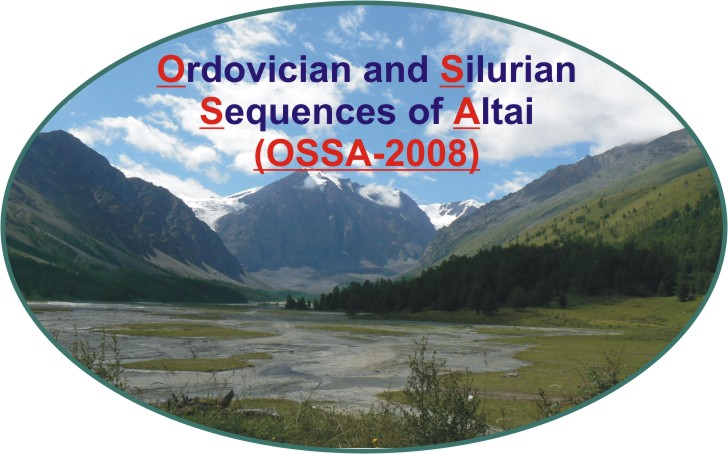 Ordovician and Silurian
Sequences of Altai
(OSSA-2008)